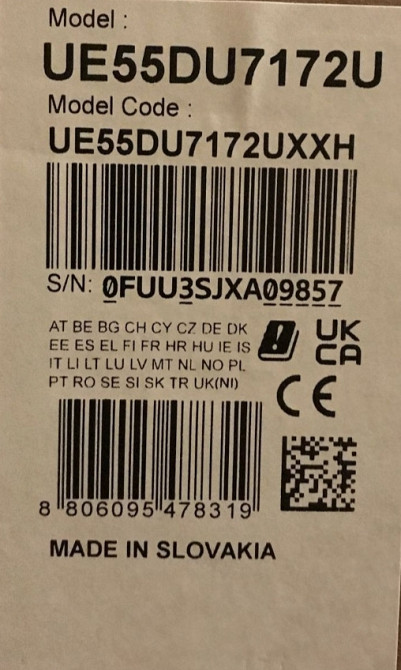 Model :
UE55DU7172U
Model Code :
UE55DU7172UXXH
S/N: 0FUU3SJXA09857
AT BE BG CH CY CZ DE DK
EE ES EL FI FR HR HU IE IS
IT LI LT LU LV MT NL NO PL
PT RO SE SI SK TR UK(NI)
UK
CA
CE
8 806095 478319
MADE IN SLOVAKIA